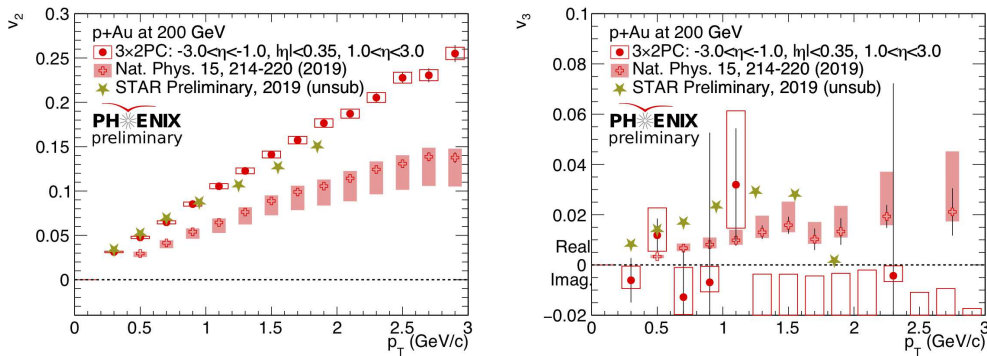 v2
p+Au at 200 GeV
3×2PC: -3.0<η<-1.0, |η|<0.35, 1.0<η<3.0
Nat. Phys. 15, 214-220 (2019)
STAR Preliminary, 2019 (unsub)
PHENIX
preliminary
0.3
0.25
0.2
0.15
0.1
0.05
0
0 0.5 1 1.5 2 2.5 3
pT (GeV/c)
v3
p+Au at 200 GeV
3×2PC: -3.0<η<-1.0, |η|<0.35, 1.0<η<3.0
Nat. Phys. 15, 214-220 (2019)
STAR Preliminary, 2019 (unsub)
PHENIX
preliminary
0.1
0.08
0.06
0.04
0.02
Real
0
Imag.
−0.02
0 0.5 1 1.5 2 2.5 3
pT (GeV/c)